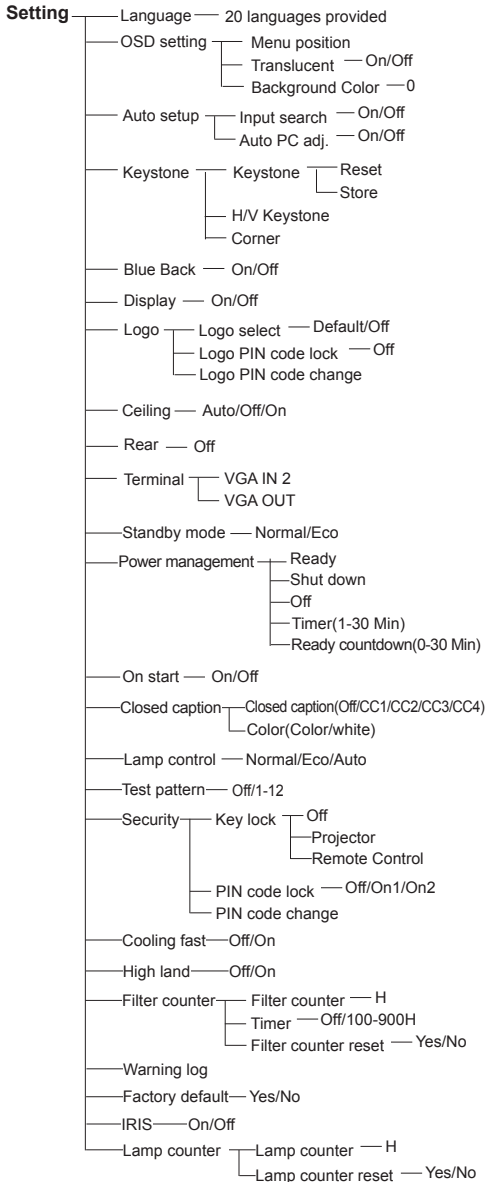 Setting Language 20 languages provided
OSD setting Menu position
Translucent On/Off
Background Color 0
Auto setup Input search On/Off
Auto PC adj. On/Off
Keystone Keystone Reset
Store
H/V Keystone
Corner
Blue Back On/Off
Display On/Off
Logo Logo select Default/Off
Logo PIN code lock Off
Logo PIN code change
Ceiling Auto/Off/On
Rear Off
Terminal VGA IN 2
VGA OUT
Standby mode Normal/Eco
Power management Ready
Shut down
Off
Timer(1-30 Min)
Ready countdown(0-30 Min)
On start On/Off
Closed caption Closed caption(Off/CC1/CC2/CC3/CC4)
Color(Color/white)
Lamp control Normal/Eco/Auto
Test pattern Off/1-12
Security Key lock Off
Projector
Remote Control
PIN code lock Off/On1/On2
PIN code change
Cooling fast Off/On
High land Off/On
Filter counter Filter counter H
Timer Off/100-900H
Filter counter reset Yes/No
Warning log
Factory default Yes/No
IRIS On/Off
Lamp counter Lamp counter H
Lamp counter reset Yes/No